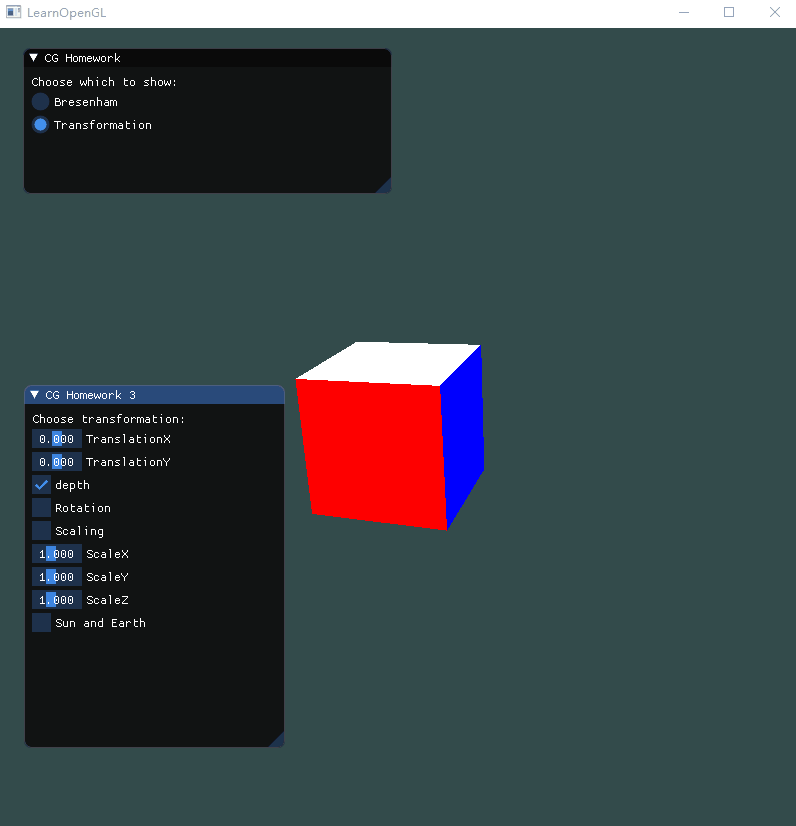 LearnOpenGL
CG Homework
Choose which to show:
Bresenham
Transformation
CG Homework 3
Choose transformation:
0.000 TranslationX
0.000 TranslationY
depth
Rotation
Scaling
1.000 ScaleX
1.000 ScaleY
1.000 ScaleZ
Sun and Earth